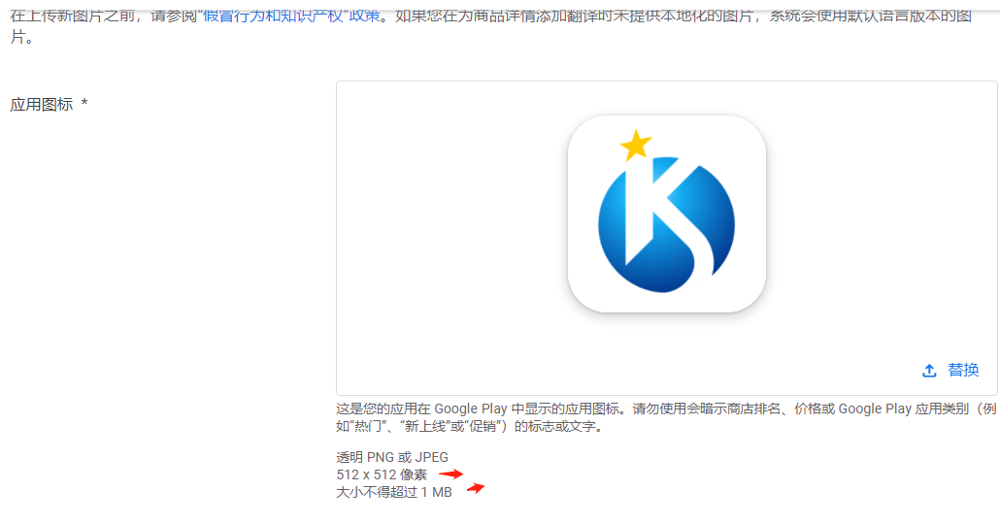 在上传新图片之前，请参阅“假冒行为和知识产权”政策。如果您在为商品详情添加翻译时未提供本地化的图片，系统会使用默认语言版本的图
片。
应用图标 *
K
替换
这是您的应用在 Google Play 中显示的应用图标。请勿使用会暗示商店排名、价格或 Google Play 应用类别（例
如“热门”、“新上线”或“促销”）的标志或文字。
透明 PNG 或 JPEG
512 x 512 像素
大小不得超过 1 MB